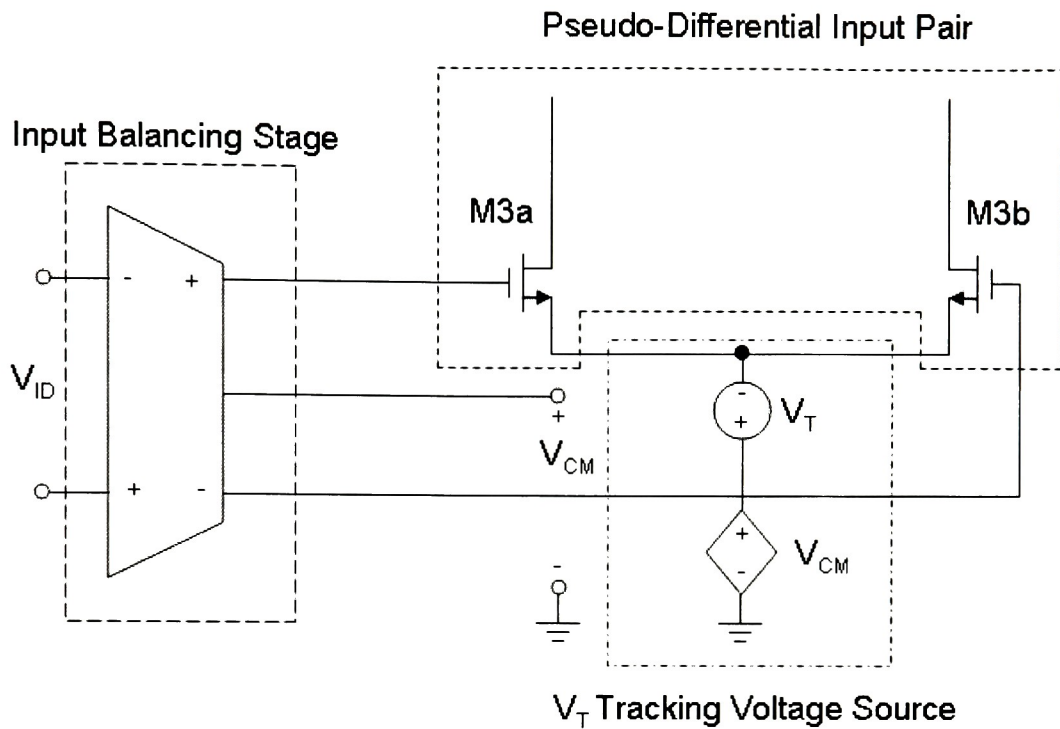 Pseudo-Differential Input Pair
Input Balancing Stage
M3a
M3b
- +
V_ID
-
+
V_T
+
V_CM
+ -
+
-
V_CM
-
V_T Tracking Voltage Source